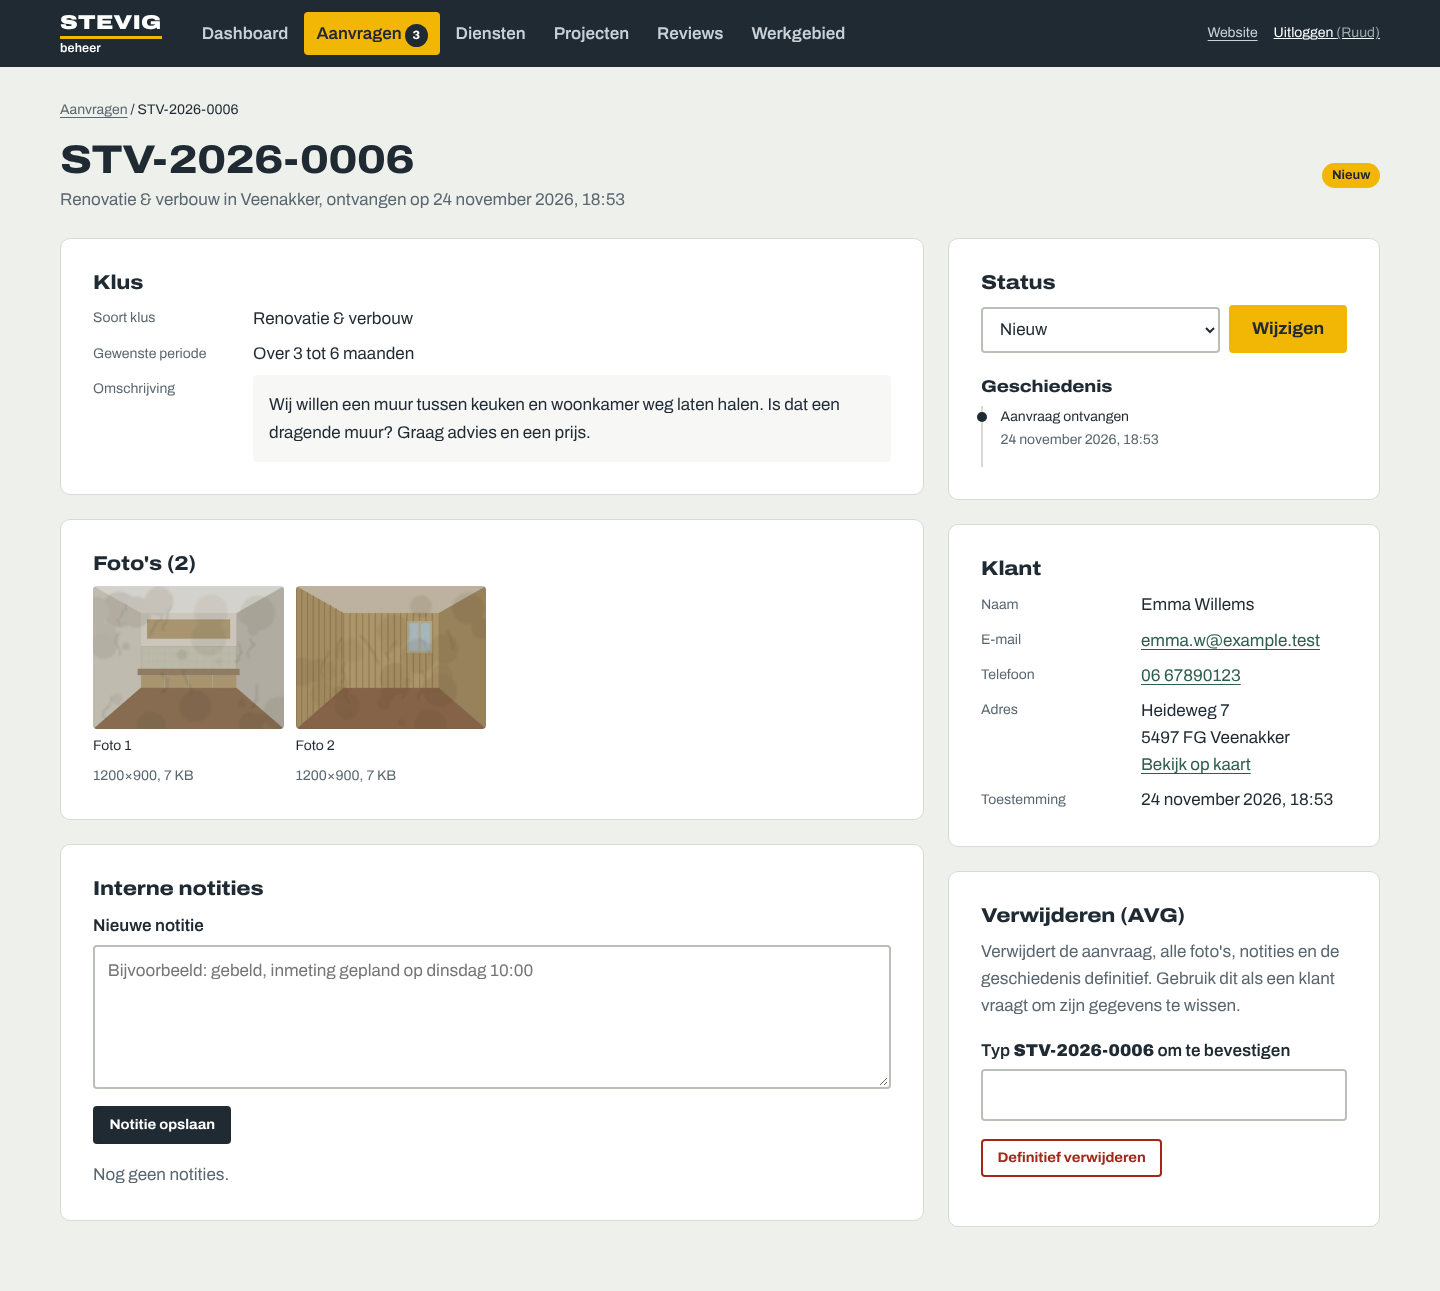 STEVIG
beheer
Dashboard
Aanvragen 3
Diensten
Projecten
Reviews
Werkgebied
Website
Uitloggen (Ruud)
Aanvragen / STV-2026-0006
STV-2026-0006
Nieuw
Renovatie & verbouw in Veenakker, ontvangen op 24 november 2026, 18:53
Klus
Soort klus
Renovatie & verbouw
Gewenste periode
Over 3 tot 6 maanden
Omschrijving
Wij willen een muur tussen keuken en woonkamer weg laten halen. Is dat een
dragende muur? Graag advies en een prijs.
Foto's (2)
Foto 1
1200×900, 7 KB
Foto 2
1200×900, 7 KB
Interne notities
Nieuwe notitie
Bijvoorbeeld: gebeld, inmeting gepland op dinsdag 10:00
Notitie opslaan
Nog geen notities.
Status
Nieuw
Wijzigen
Geschiedenis
Aanvraag ontvangen
24 november 2026, 18:53
Klant
Naam
Emma Willems
E-mail
emma.w@example.test
Telefoon
06 67890123
Adres
Heideweg 7
5497 FG Veenakker
Bekijk op kaart
Toestemming
24 november 2026, 18:53
Verwijderen (AVG)
Verwijdert de aanvraag, alle foto's, notities en de
geschiedenis definitief. Gebruik dit als een klant
vraagt om zijn gegevens te wissen.
Typ STV-2026-0006 om te bevestigen
Definitief verwijderen